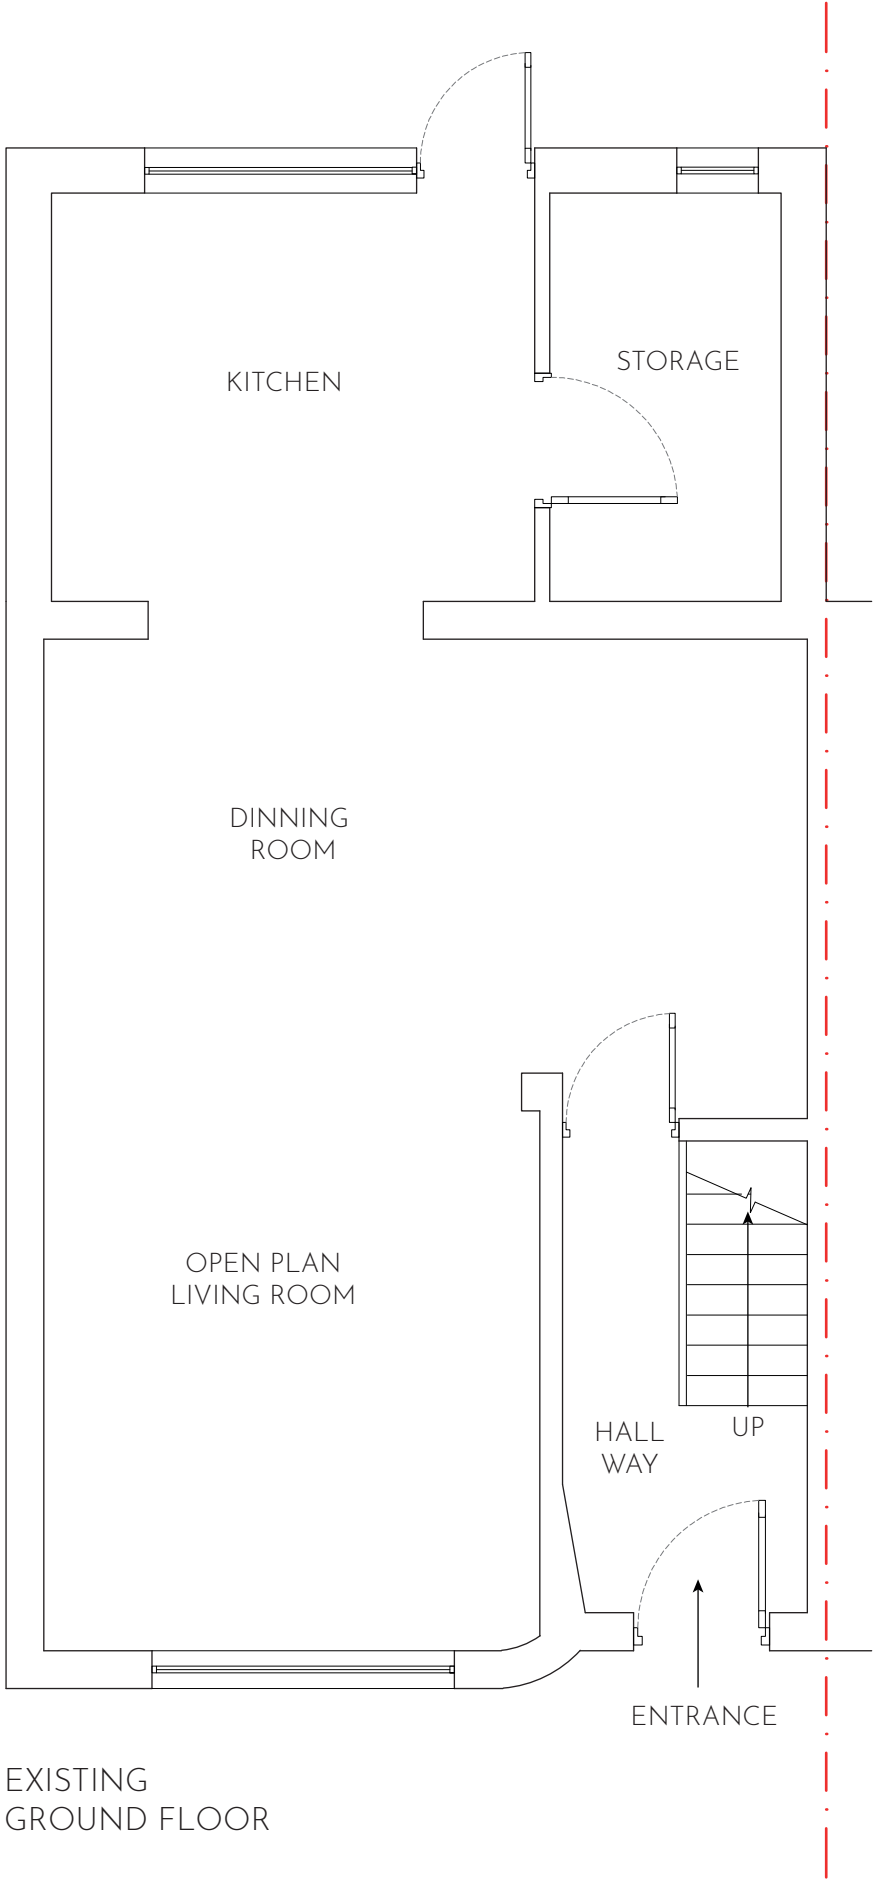 STORAGE
KITCHEN
DINNING
ROOM
OPEN PLAN
LIVING ROOM
HALL
WAY
UP
ENTRANCE
EXISTING
GROUND FLOOR